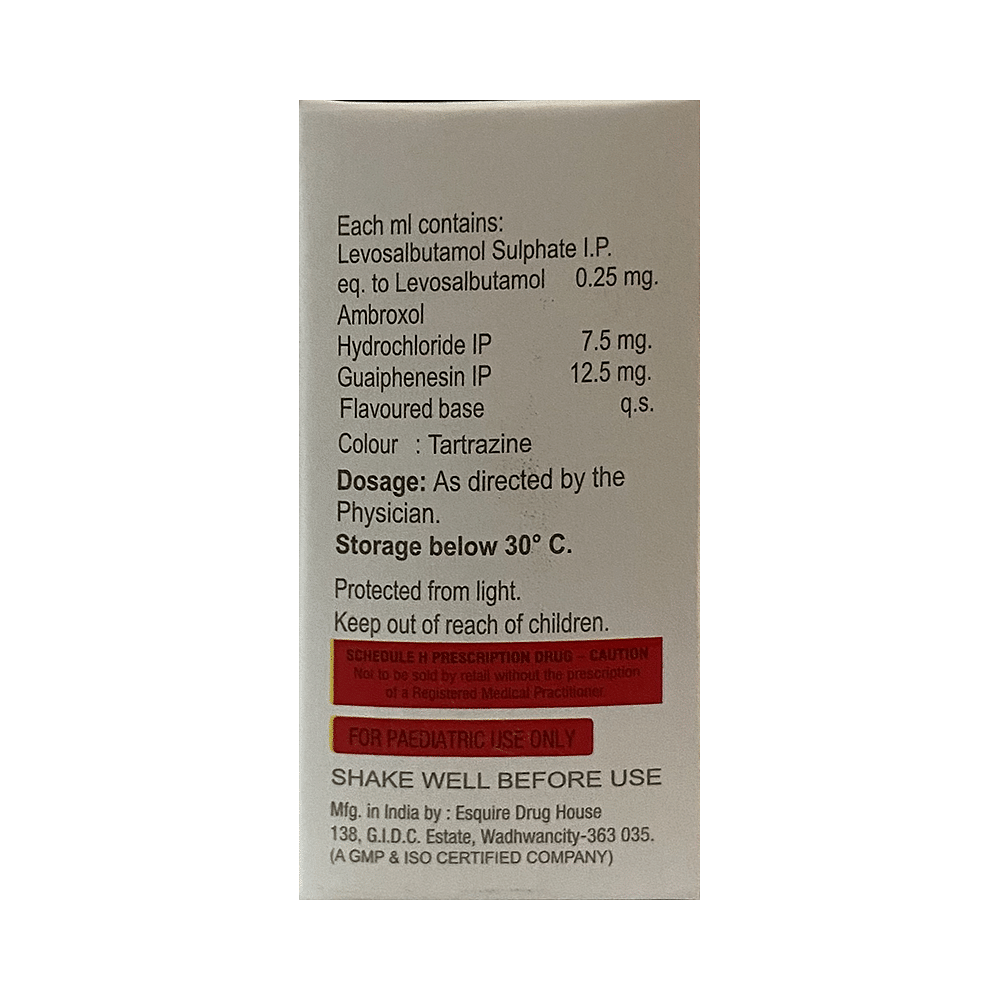 Each ml contains:
Levosalbutamol Sulphate I.P.
eq. to Levosalbutamol 0.25 mg.
Ambroxol
Hydrochloride IP 7.5 mg.
Guaiphenesin IP 12.5 mg.
Flavoured base q.s.
Colour : Tartrazine
Dosage: As directed by the
Physician.
Storage below 30° C.
Protected from light.
Keep out of reach of children.
SCHEDULE H PRESCRIPTION DRUG – CAUTION
Not to be sold by retail without the prescription
of a Registered Medical Practitioner.
FOR PAEDIATRIC USE ONLY
SHAKE WELL BEFORE USE
Mfg. in India by : Esquire Drug House
138, G.I.D.C. Estate, Wadhwancity-363 035.
(A GMP & ISO CERTIFIED COMPANY)